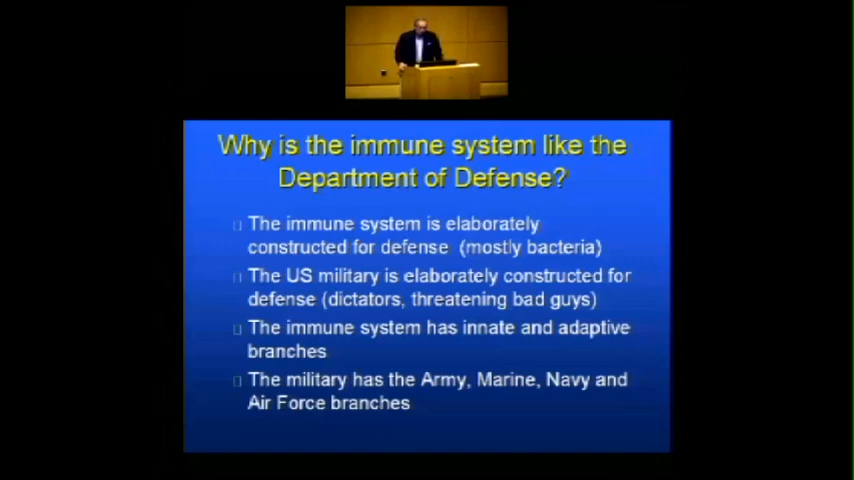 Why is the immune system like the
Department of Defense?
The immune system is elaborately
constructed for defense (mostly bacteria)
The US military is elaborately constructed for
defense (dictators, threatening bad guys)
The immune system has innate and adaptive
branches
The military has the Army, Marine, Navy and
Air Force branches